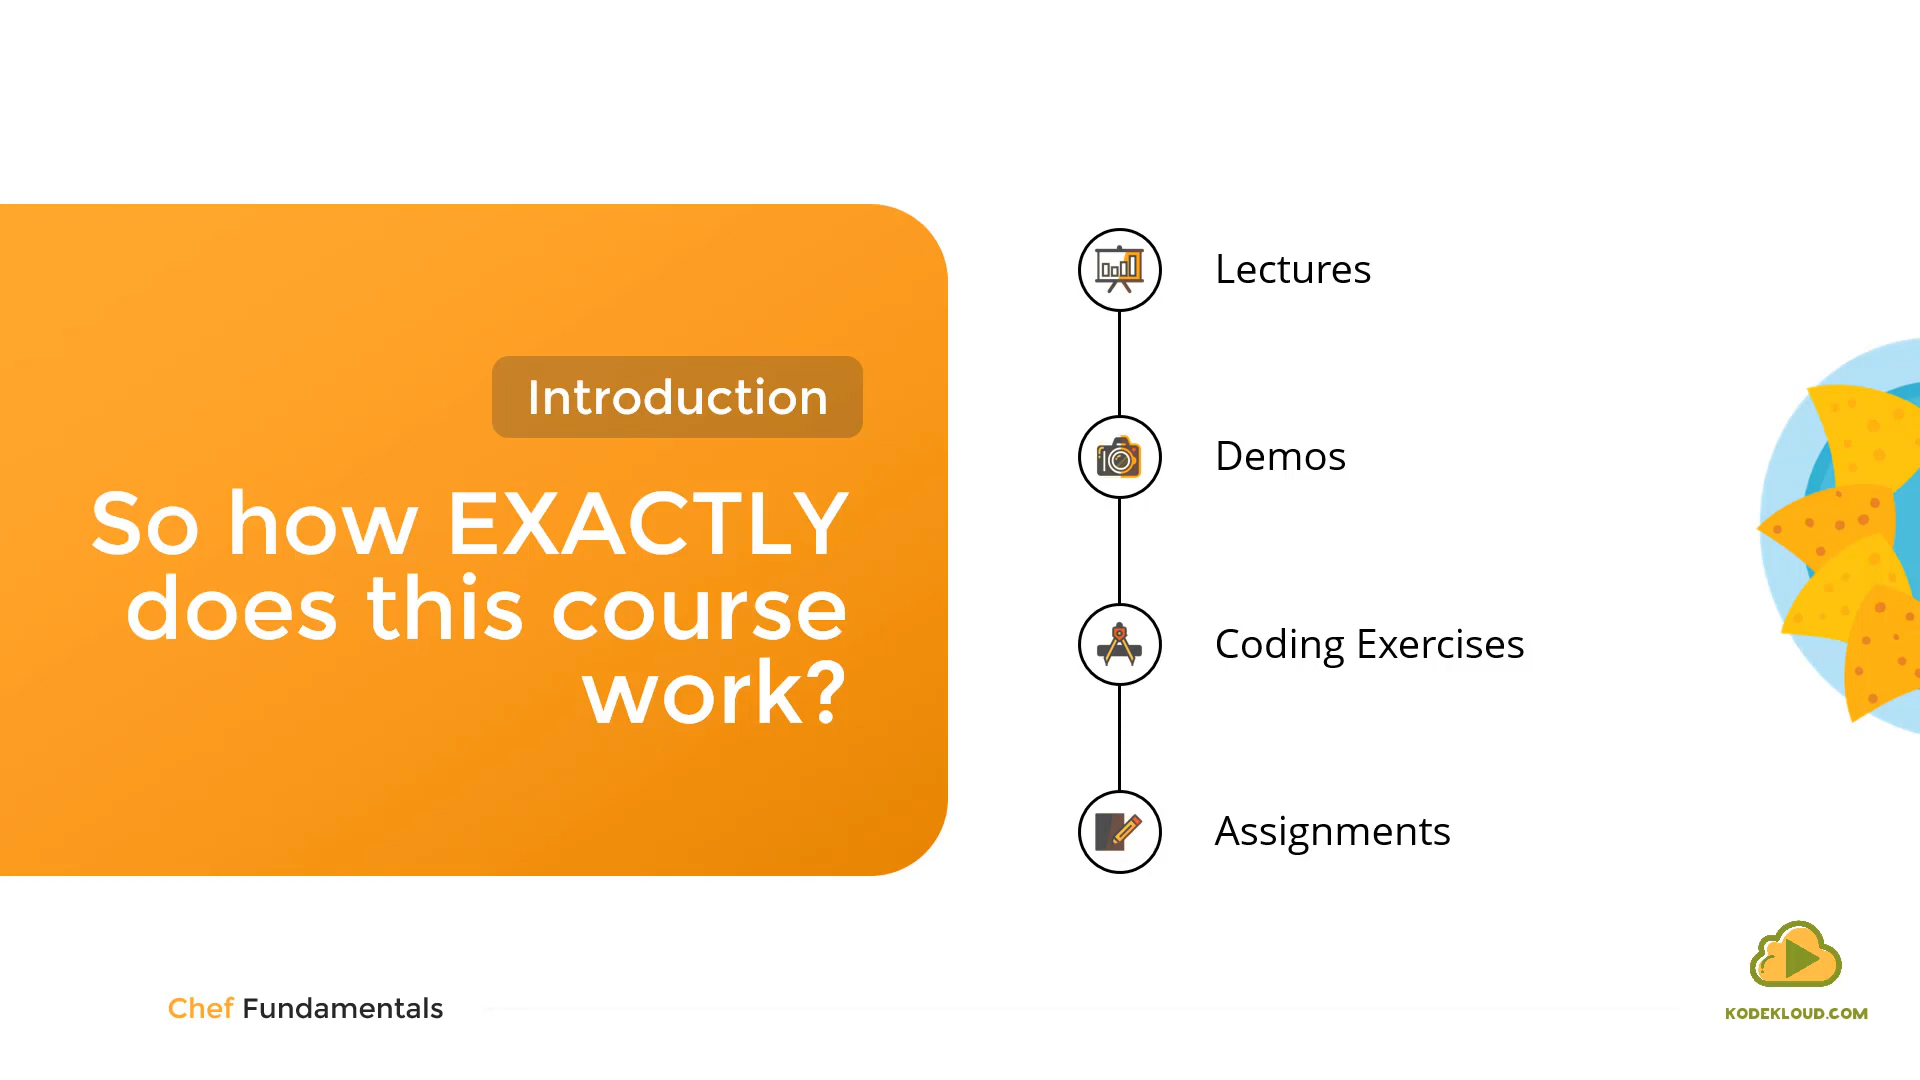 Introduction
So how EXACTLY
does this course
work?
Lectures
Demos
Coding Exercises
Assignments
Chef Fundamentals
KODEKLOUD.COM